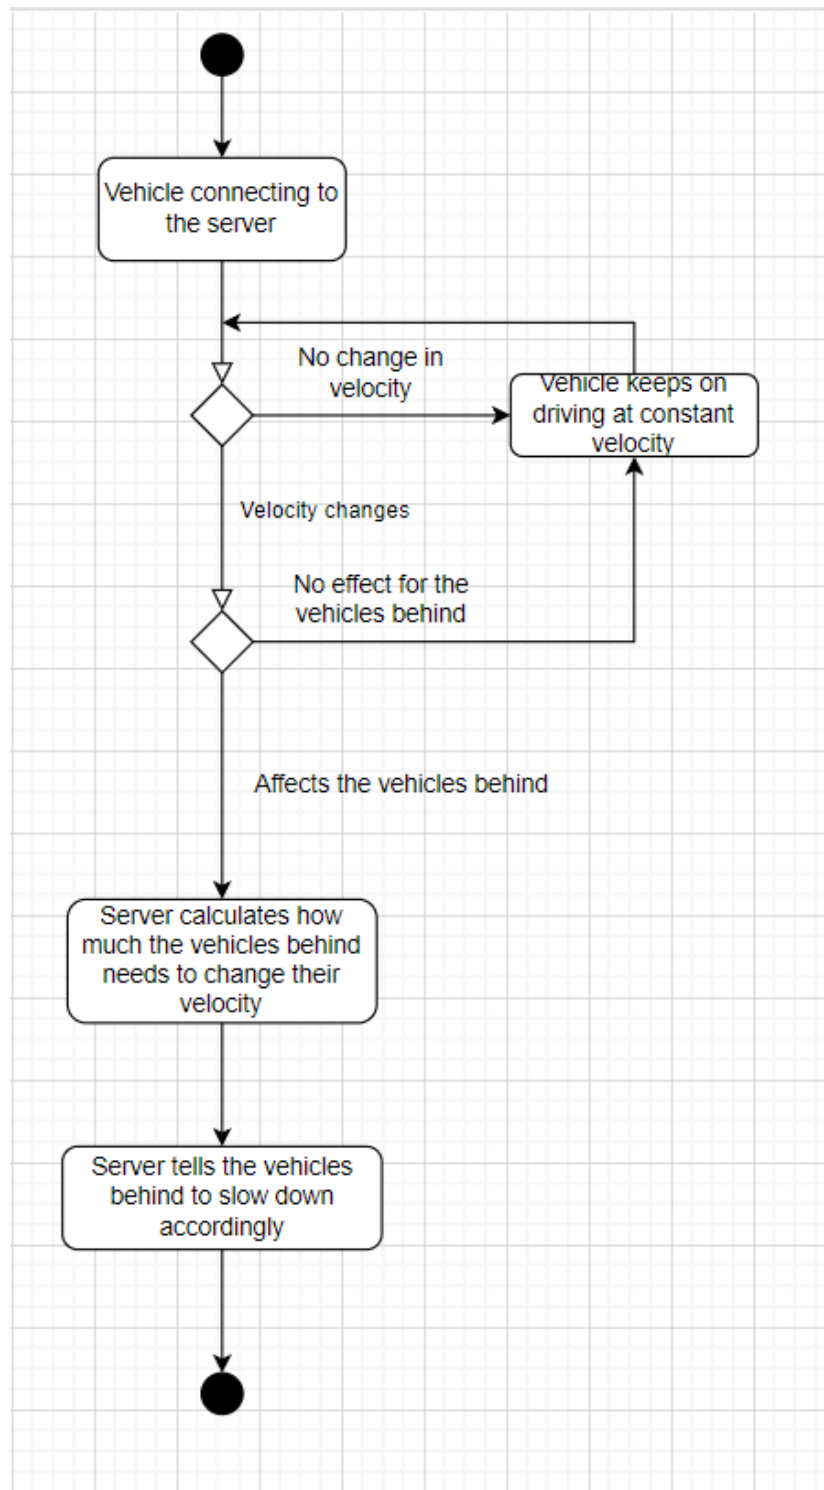 Vehicle connecting to
the server
No change in
velocity
Vehicle keeps on
driving at constant
velocity
Velocity changes
No effect for the
vehicles behind
Affects the vehicles behind
Server calculates how
much the vehicles behind
needs to change their
velocity
Server tells the vehicles
behind to slow down
accordingly